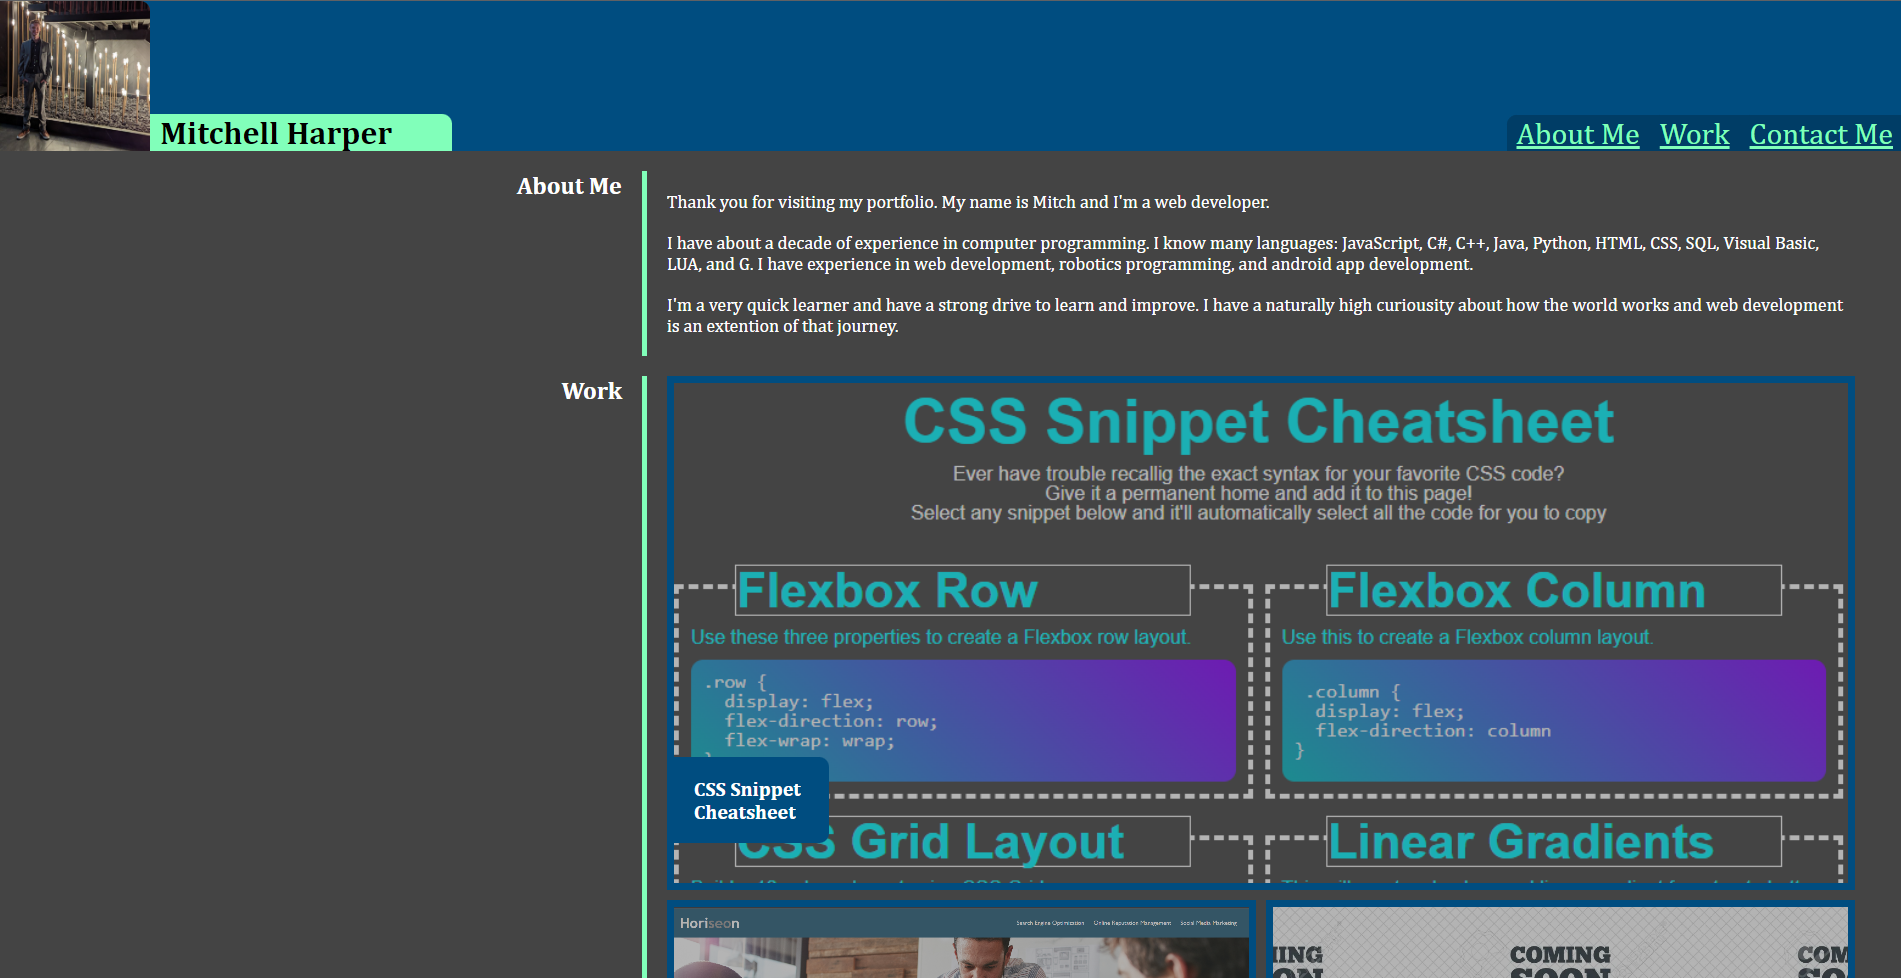 Mitchell Harper
About Me Work Contact Me
About Me
Thank you for visiting my portfolio. My name is Mitch and I'm a web developer.
I have about a decade of experience in computer programming. I know many languages: JavaScript, C#, C++, Java, Python, HTML, CSS, SQL, Visual Basic,
LUA, and G. I have experience in web development, robotics programming, and android app development.
I'm a very quick learner and have a strong drive to learn and improve. I have a naturally high curiousity about how the world works and web development
is an extention of that journey.
Work
CSS Snippet Cheatsheet
Ever have trouble recallig the exact syntax for your favorite CSS code?
Give it a permanent home and add it to this page!
Select any snippet below and it'll automatically select all the code for you to copy
Flexbox Row
Use these three properties to create a Flexbox row layout.
.row {
display: flex;
flex-direction: row;
flex-wrap: wrap;
}
Flexbox Column
Use this to create a Flexbox column layout.
.column {
display: flex;
flex-direction: column
}
CSS Snippet
Cheatsheet
CSS Grid Layout
Linear Gradients
Horiseon
Search Engine Optimization Online Reputation Management Social Media Marketing
ING COMING COM
ON SOON SO